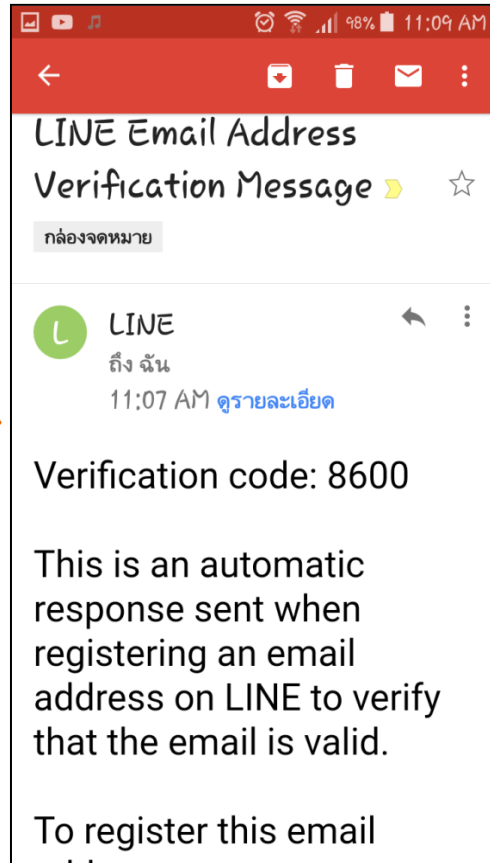 98% 11:09 AM
LINE Email Address
Verification Message
กล่องจดหมาย
L LINE
ถึง ฉัน
11:07 AM ดูรายละเอียด
Verification code: 8600
This is an automatic
response sent when
registering an email
address on LINE to verify
that the email is valid.
To register this email